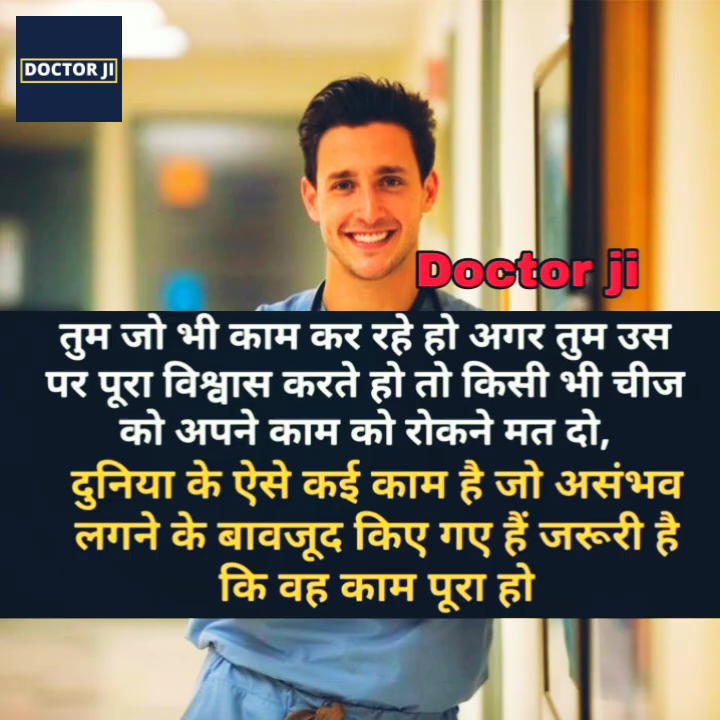 DOCTOR JI
Doctor ji
तुम जो भी काम कर रहे हो अगर तुम उस
पर पूरा विश्वास करते हो तो किसी भी चीज
को अपने काम को रोकने मत दो,
दुनिया के ऐसे कई काम है जो असंभव
लगने के बावजूद किए गए हैं जरूरी है
कि वह काम पूरा हो